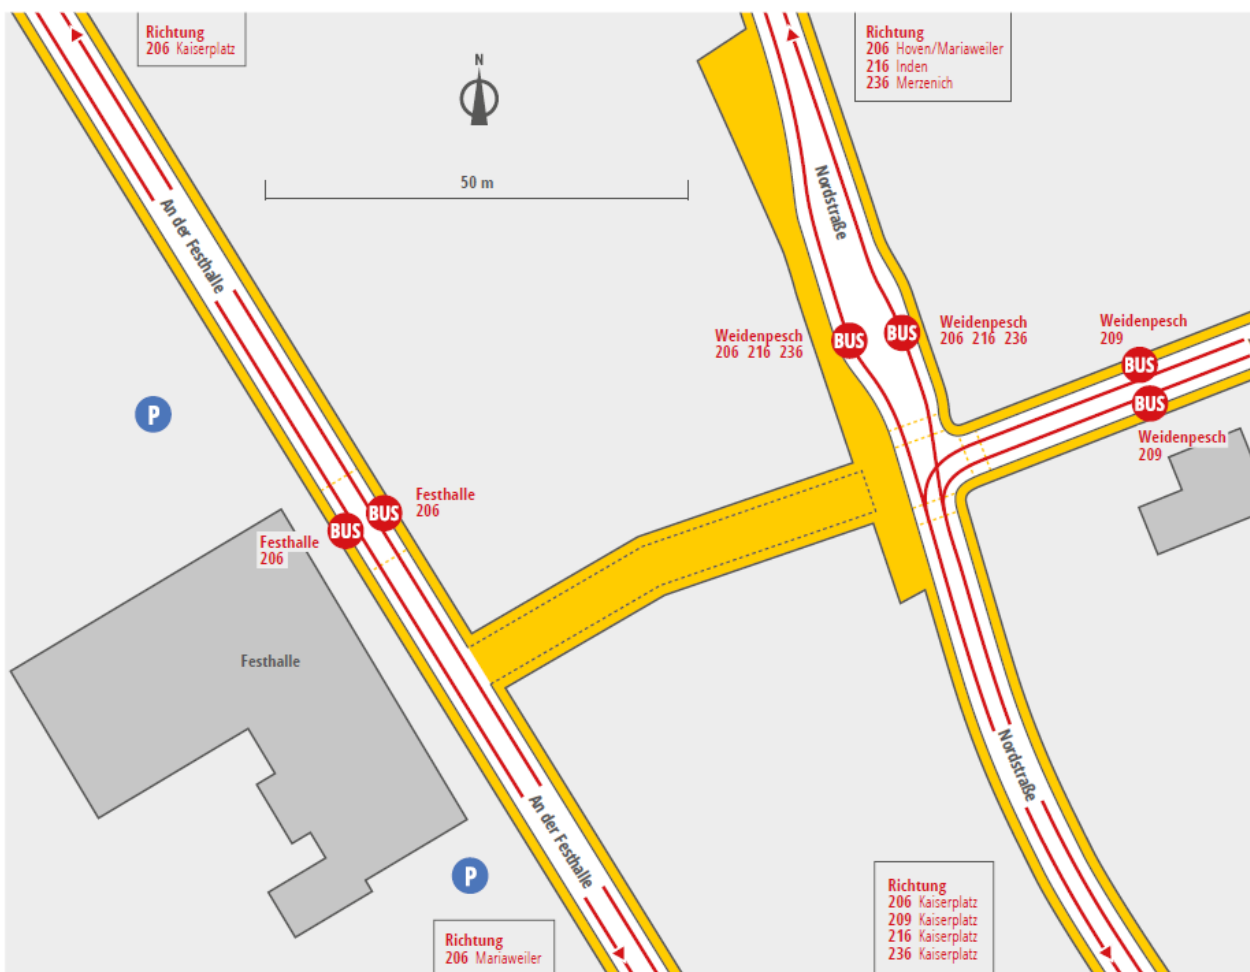 Richtung
206 Kaiserplatz
N
50 m
Richtung
206 Hoven/Mariaweiler
216 Inden
236 Merzenich
An der Festhalle
Nordstraße
Weidenpesch
206 216 236
BUS
BUS
Weidenpesch
206 216 236
Weidenpesch
209
BUS
BUS
Weidenpesch
209
P
Festhalle
206
BUS
BUS
Festhalle
206
Festhalle
Nordstraße
An der Festhalle
P
Richtung
206 Mariaweiler
Richtung
206 Kaiserplatz
209 Kaiserplatz
216 Kaiserplatz
236 Kaiserplatz